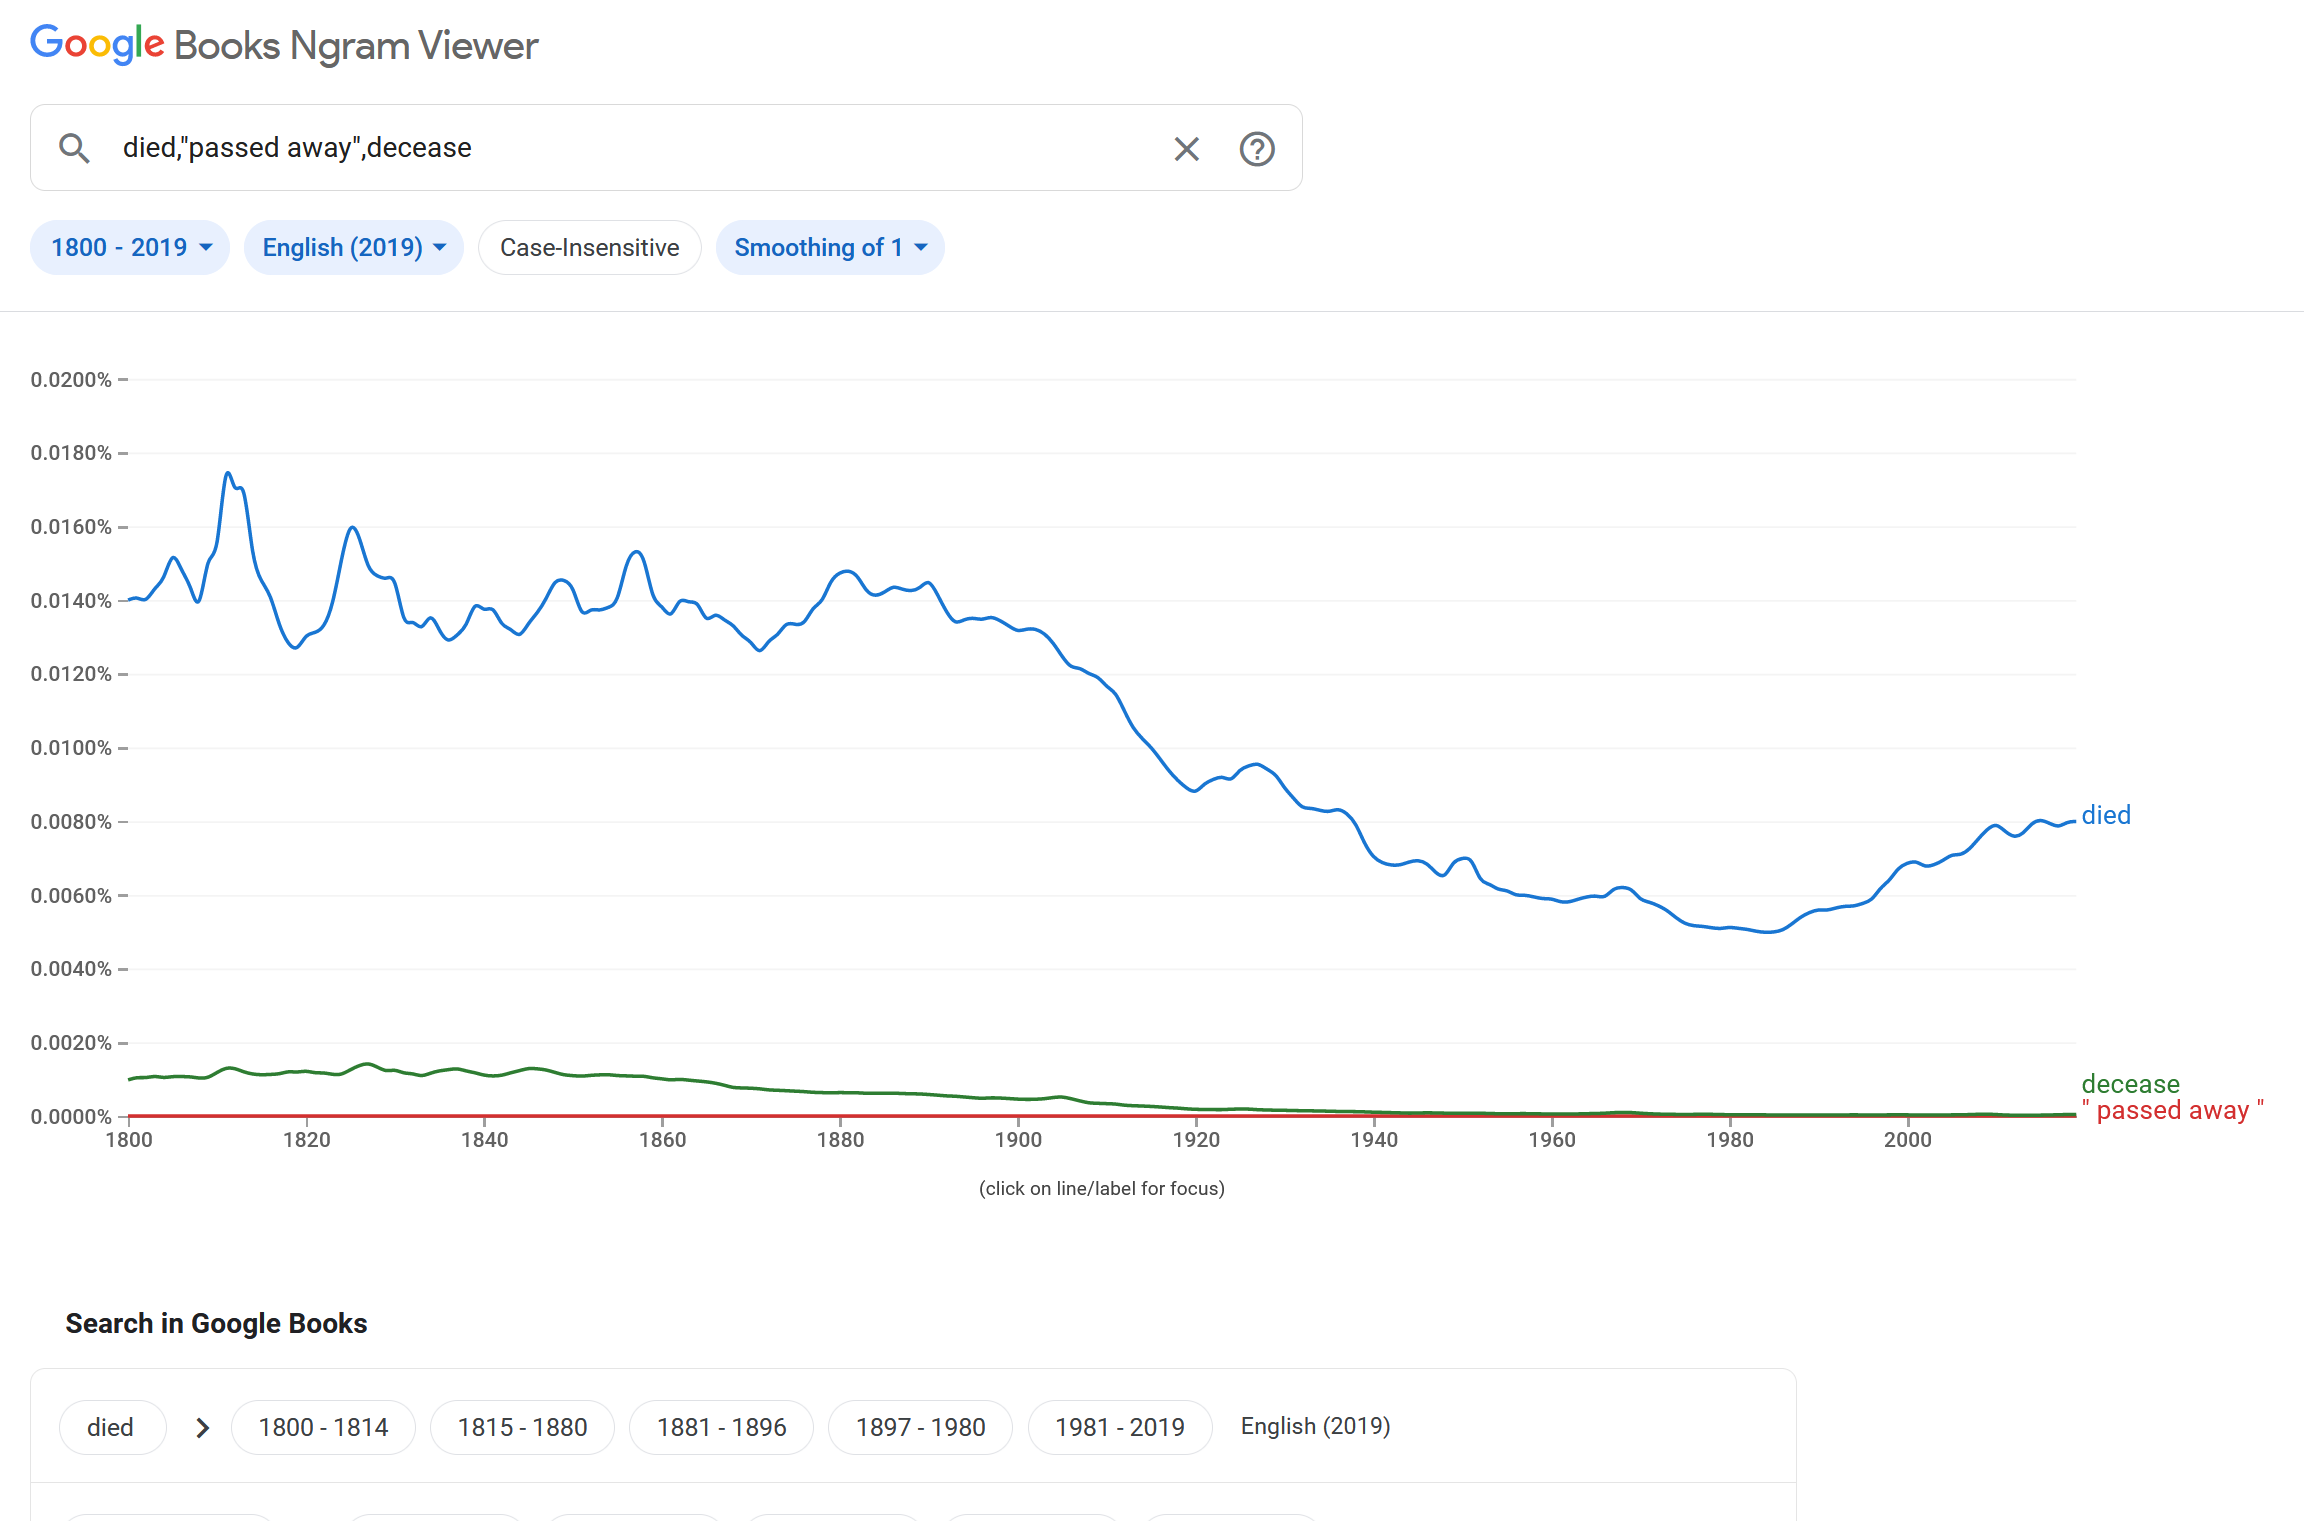 Google Books Ngram Viewer
died,"passed away",decease
1800 - 2019 English (2019) Case-Insensitive Smoothing of 1
0.0200%
0.0180%
0.0160%
0.0140%
0.0120%
0.0100%
0.0080%
died
0.0060%
0.0040%
0.0020%
decease
" passed away "
0.0000%
1800 1820 1840 1860 1880 1900 1920 1940 1960 1980 2000
(click on line/label for focus)
Search in Google Books
died 1800 - 1814 1815 - 1880 1881 - 1896 1897 - 1980 1981 - 2019 English (2019)